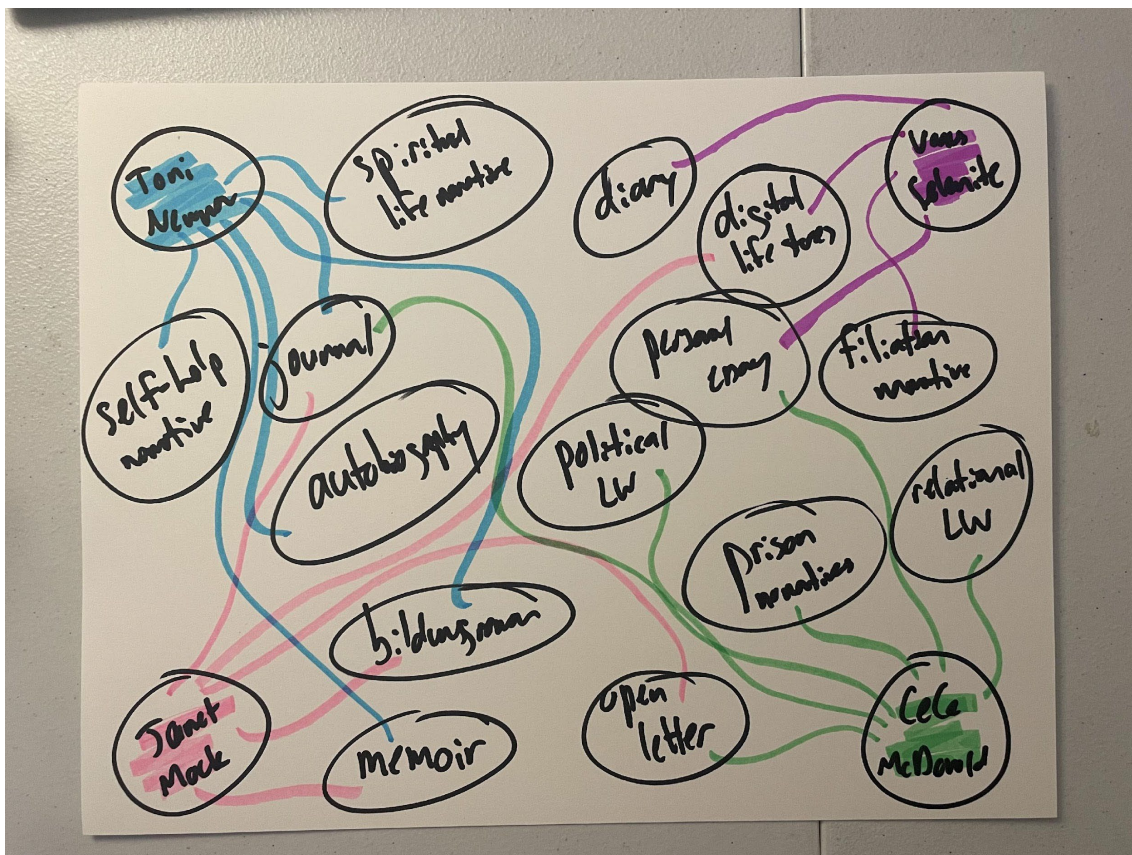 Toni
Newman
spiritual
life narrative
diary
digital
life stories
Venus
Selenite
self-help
narrative
journal
autobiography
personal
essay
filiation
narrative
political
LW
prison
narratives
relational
LW
bildungsroman
Janet
Mock
memoir
open
letter
CeCe
McDonald